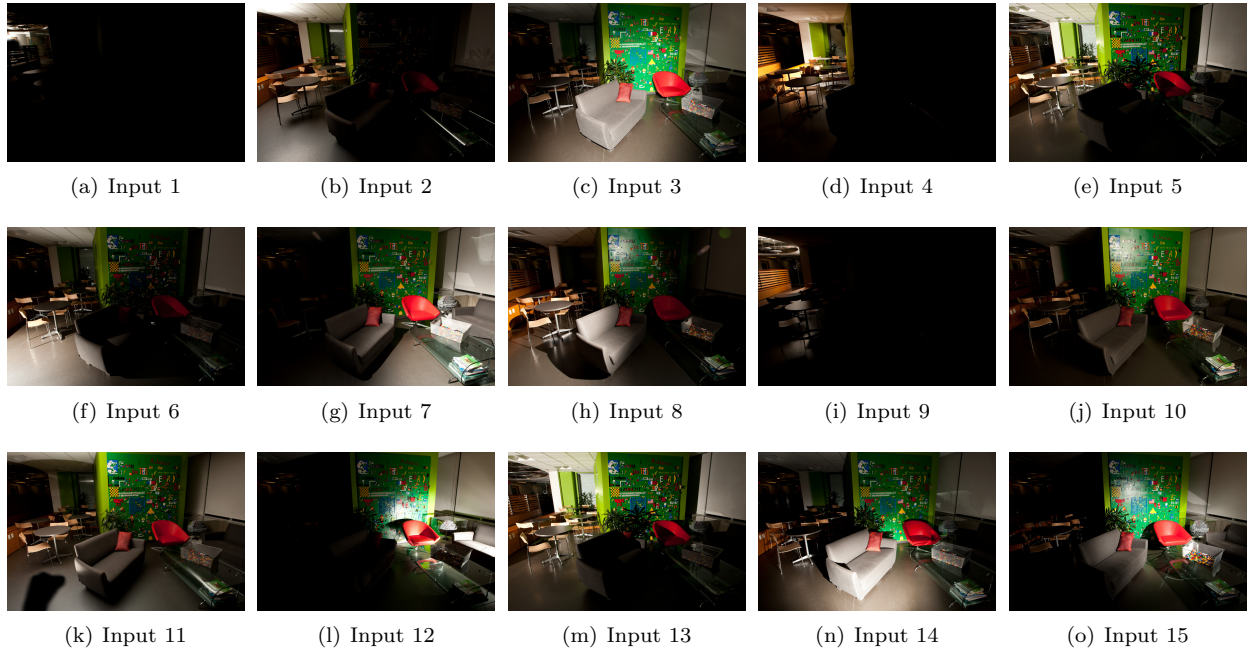 (a) Input 1
(b) Input 2
(c) Input 3
(d) Input 4
(e) Input 5
(f) Input 6
(g) Input 7
(h) Input 8
(i) Input 9
(j) Input 10
(k) Input 11
(l) Input 12
(m) Input 13
(n) Input 14
(o) Input 15